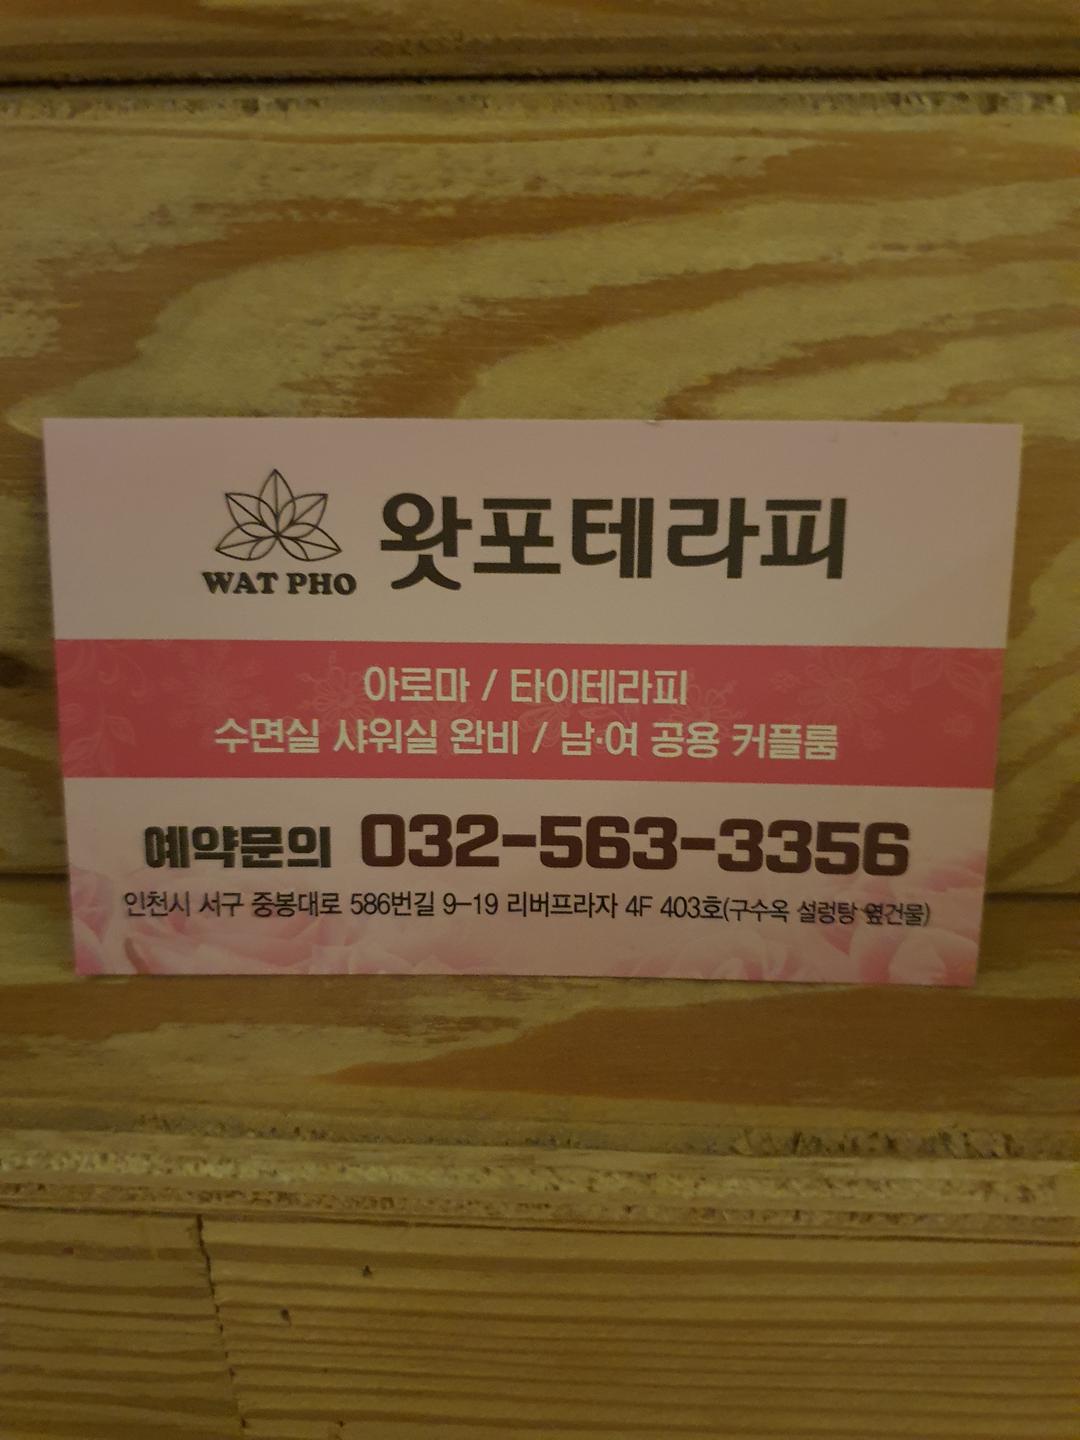 WAT PHO 왓포테라피
아로마 / 타이테라피
수면실 샤워실 완비 / 남·여 공용 커플룸
예약문의 032-563-3356
인천시 서구 중봉대로 586번길 9-19 리버프라자 4F 403호(구수옥 설렁탕 옆건물)